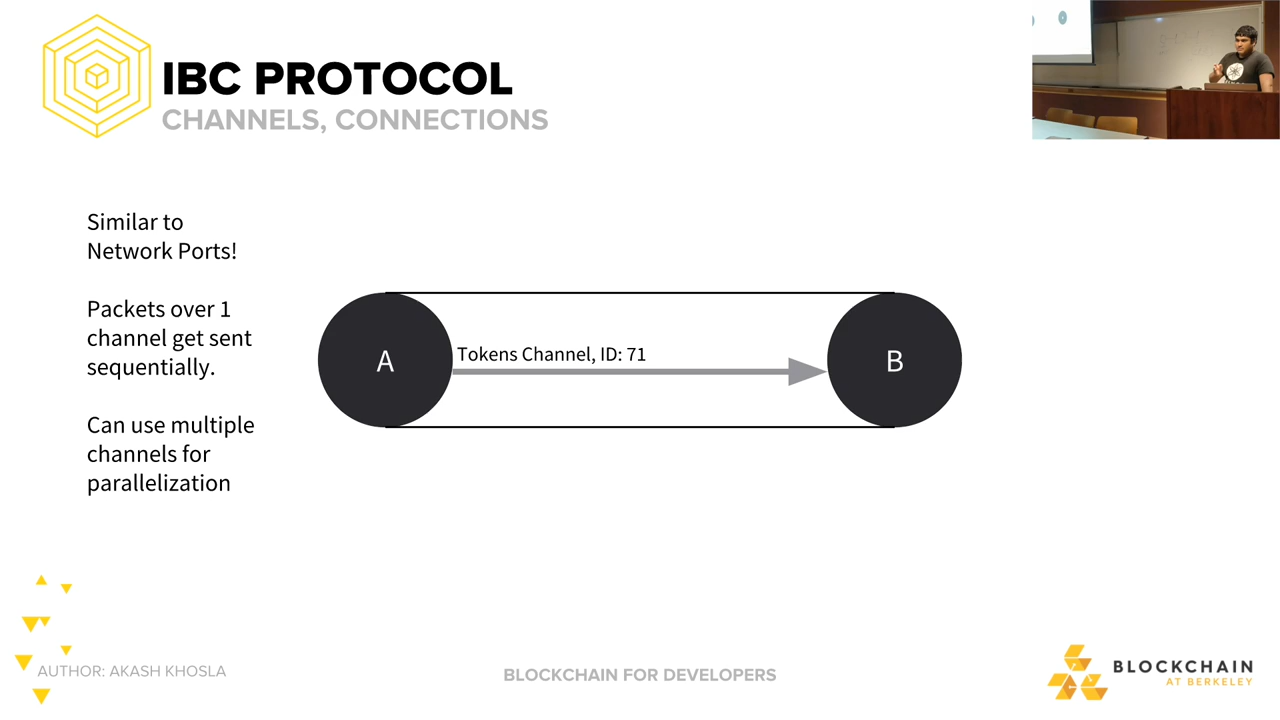 IBC PROTOCOL
CHANNELS, CONNECTIONS
Similar to
Network Ports!
Packets over 1
channel get sent
sequentially.
Can use multiple
channels for
parallelization
A
Tokens Channel, ID: 71
B
AUTHOR: AKASH KHOSLA
BLOCKCHAIN FOR DEVELOPERS
BLOCKCHAIN
AT BERKELEY